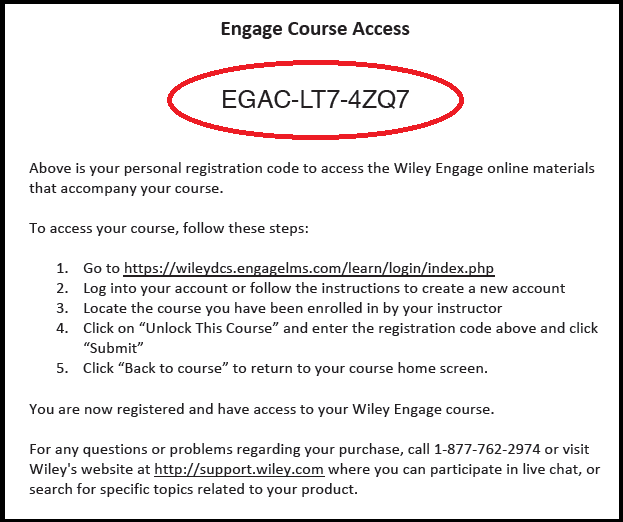 Engage Course Access
EGAC-LT7-4ZQ7
Above is your personal registration code to access the Wiley Engage online materials
that accompany your course.
To access your course, follow these steps:
1. Go to https://wileydcs.engagelms.com/learn/login/index.php
2. Log into your account or follow the instructions to create a new account
3. Locate the course you have been enrolled in by your instructor
4. Click on “Unlock This Course” and enter the registration code above and click
“Submit”
5. Click “Back to course” to return to your course home screen.
You are now registered and have access to your Wiley Engage course.
For any questions or problems regarding your purchase, call 1-877-762-2974 or visit
Wiley's website at http://support.wiley.com where you can participate in live chat, or
search for specific topics related to your product.